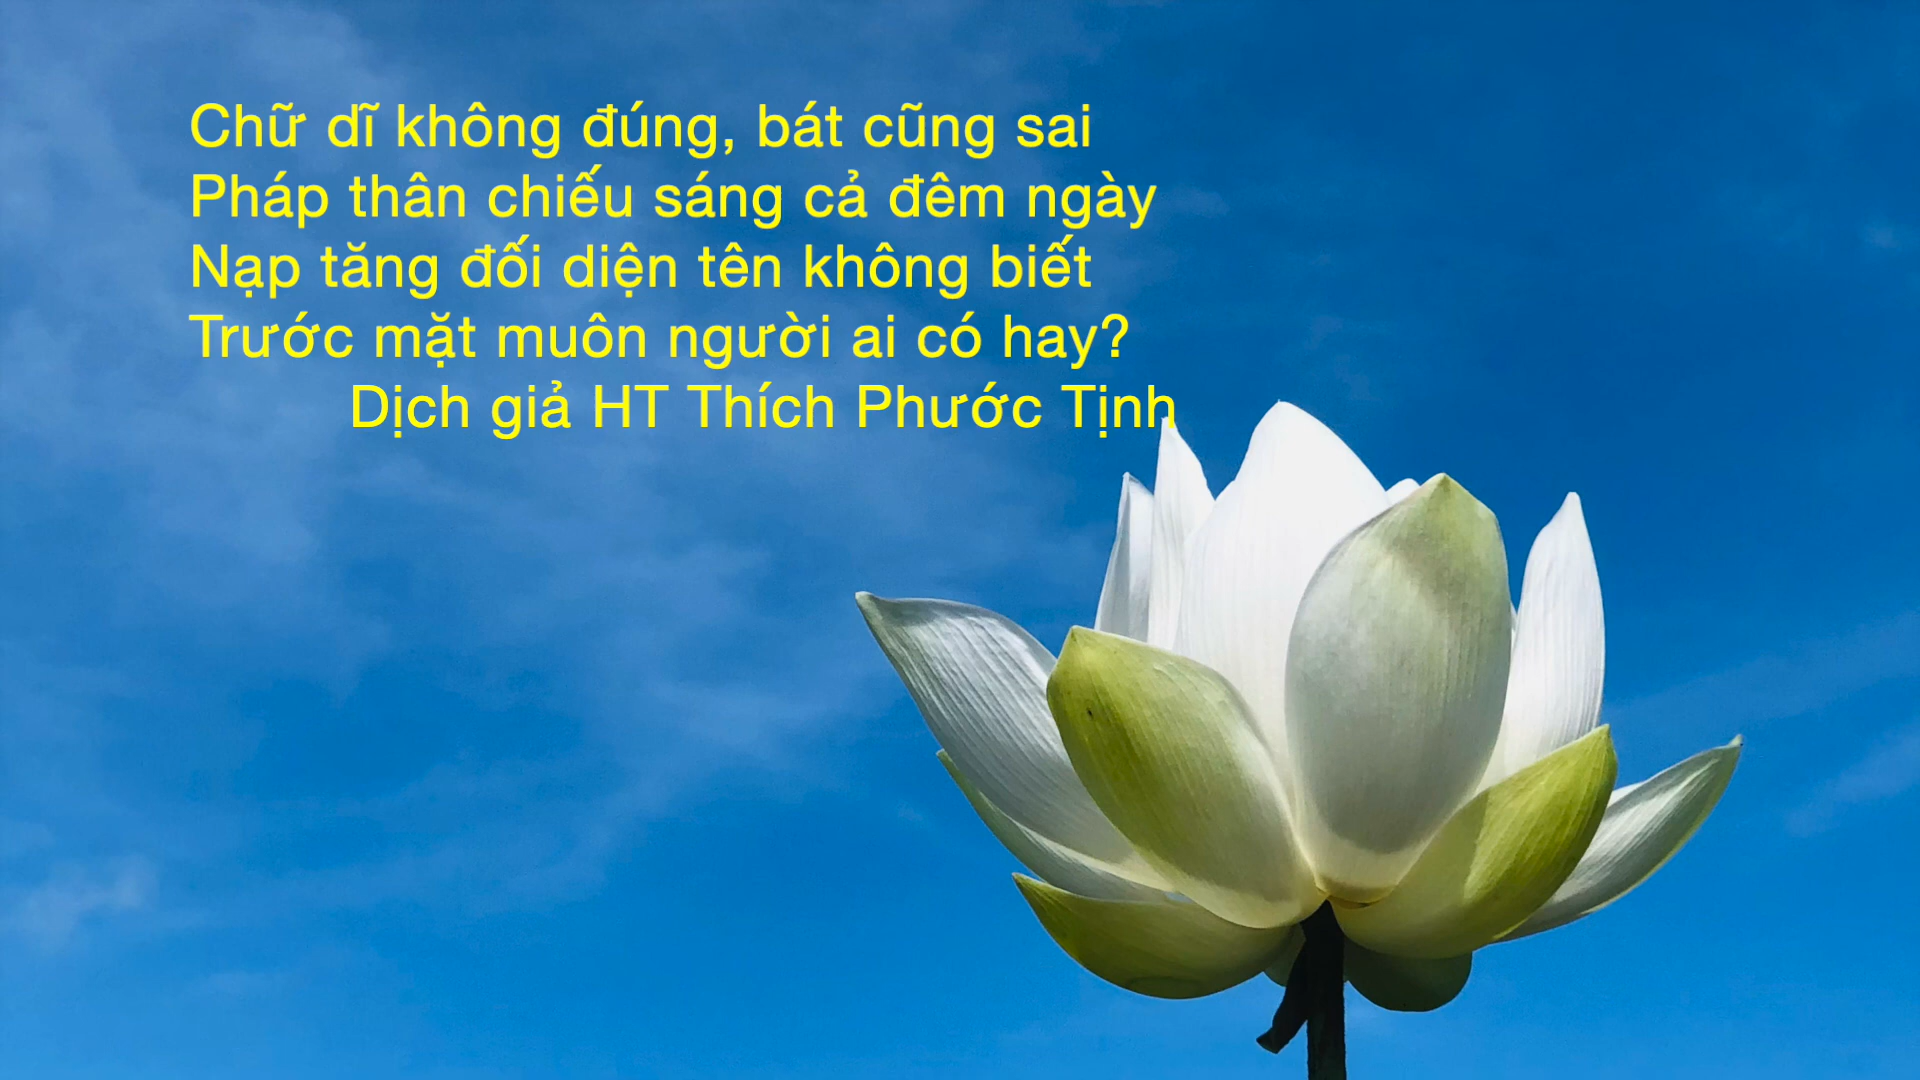 Chữ dĩ không đúng, bát cũng sai
Pháp thân chiếu sáng cả đêm ngày
Nạp tăng đối diện tên không biết
Trước mặt muôn người ai có hay?
Dịch giả HT Thích Phước Tịnh